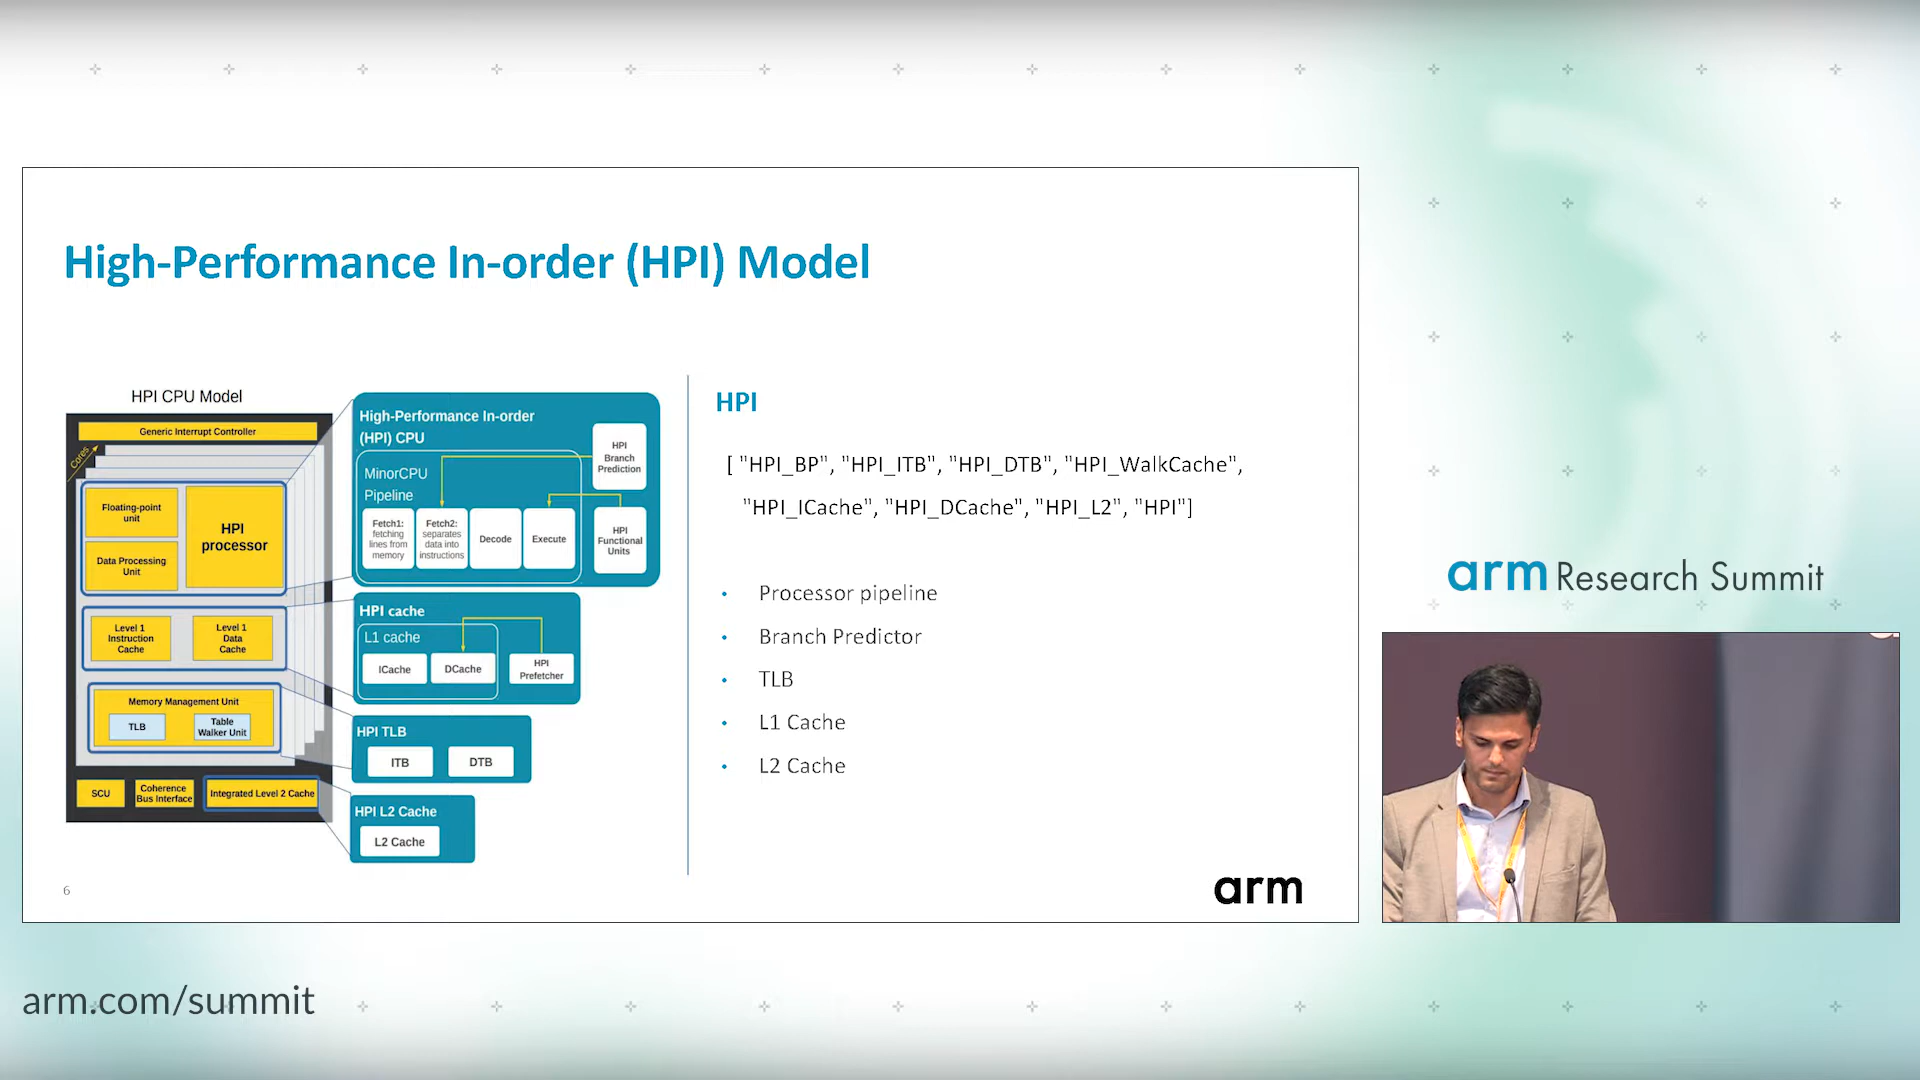 High-Performance In-order (HPI) Model
HPI CPU Model
Generic Interrupt Controller
Cores
Floating-point
unit
Data Processing
Unit
HPI
processor
Level 1
Instruction
Cache
Level 1
Data
Cache
Memory Management Unit
TLB
Table
Walker Unit
SCU
Coherence
Bus Interface
Integrated Level 2 Cache
High-Performance In-order
(HPI) CPU
HPI
Branch
Prediction
MinorCPU
Pipeline
Fetch1:
fetching
lines from
memory
Fetch2:
separates
data into
instructions
Decode
Execute
HPI
Functional
Units
HPI cache
L1 cache
ICache
DCache
HPI
Prefetcher
HPI TLB
ITB
DTB
HPI L2 Cache
L2 Cache
HPI
[ "HPI_BP", "HPI_ITB", "HPI_DTB", "HPI_WalkCache",
"HPI_ICache", "HPI_DCache", "HPI_L2", "HPI"]
• Processor pipeline
• Branch Predictor
• TLB
• L1 Cache
• L2 Cache
6
arm
arm Research Summit
arm.com/summit